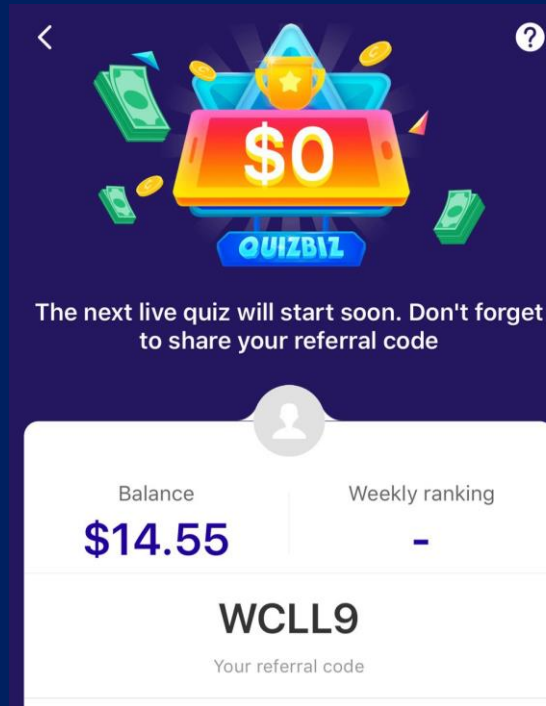 ?
$0
QUIZBIZ
The next live quiz will start soon. Don't forget
to share your referral code
Balance
Weekly ranking
$14.55
-
WCLL9
Your referral code